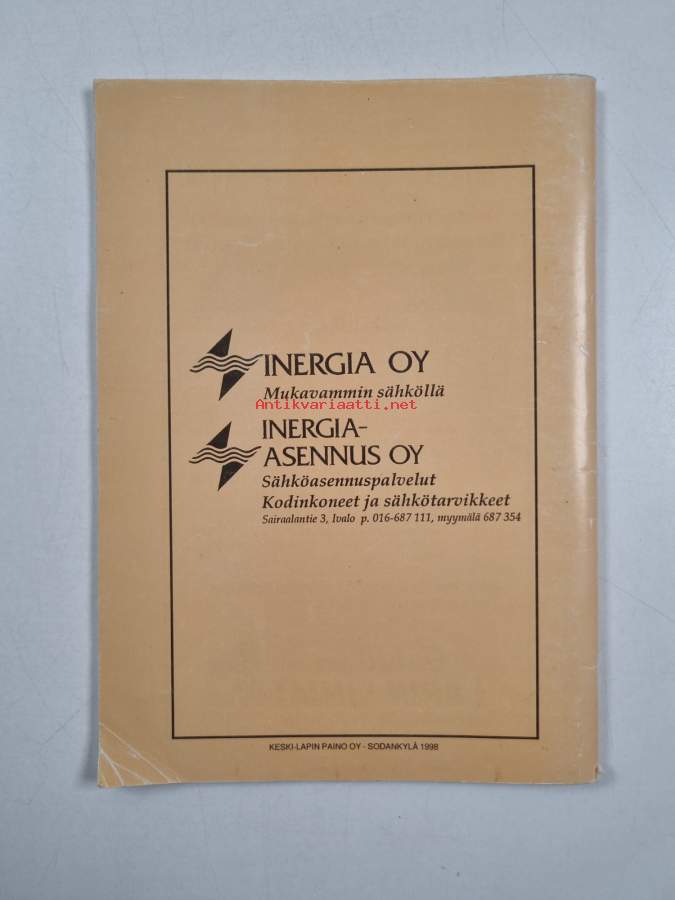 INERGIA OY
Mukavammin sähköllä
Antikvariaatti.net
INERGIA-
ASENNUS OY
Sähköasennuspalvelut
Kodinkoneet ja sähkötarvikkeet
Sairaalantie 3, Ivalo p. 016-687 111, myymälä 687 354
KESKI-LAPIN PAINO OY - SODANKYLÄ 1998